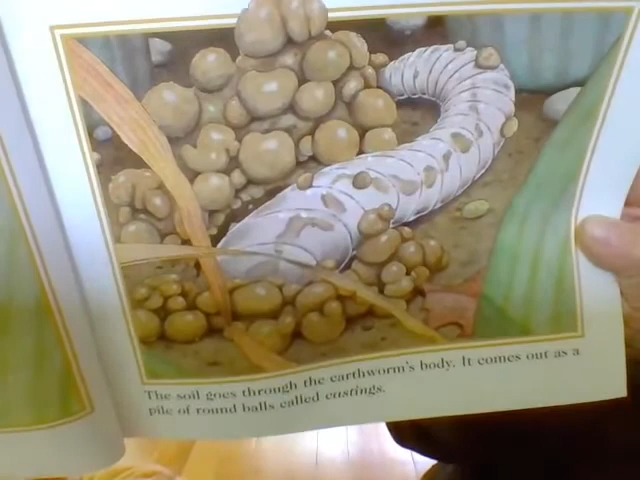 The soil goes through the earthworm's body. It comes out as a
pile of round balls called castings.